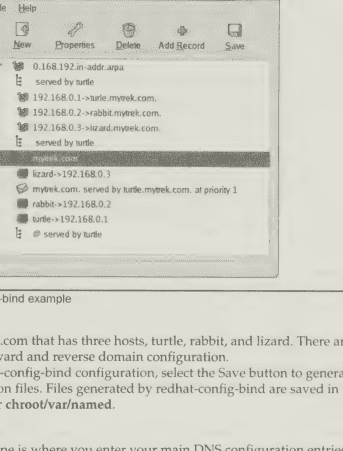 Help
New Properties Delete Add Record Save
0.168.192.in-addr.arpa
served by turtle
192.168.0.1->turle.mytrek.com.
192.168.0.2->rabbit.mytrek.com.
192.168.0.3->lizard.mytrek.com.
served by turtle
mytrek.com
lizard->192.168.0.3
mytrek.com. served by turtle.mytrek.com. at priority 1
rabbit->192.168.0.2
turtle->192.168.0.1
@ served by turtle
-bind example
.com that has three hosts, turtle, rabbit, and lizard. There
ward and reverse domain configuration.
-config-bind configuration, select the Save button to
on files. Files generated by redhat-config-bind are saved in
chroot/var/named.
is where you enter your main DNS configuration entries